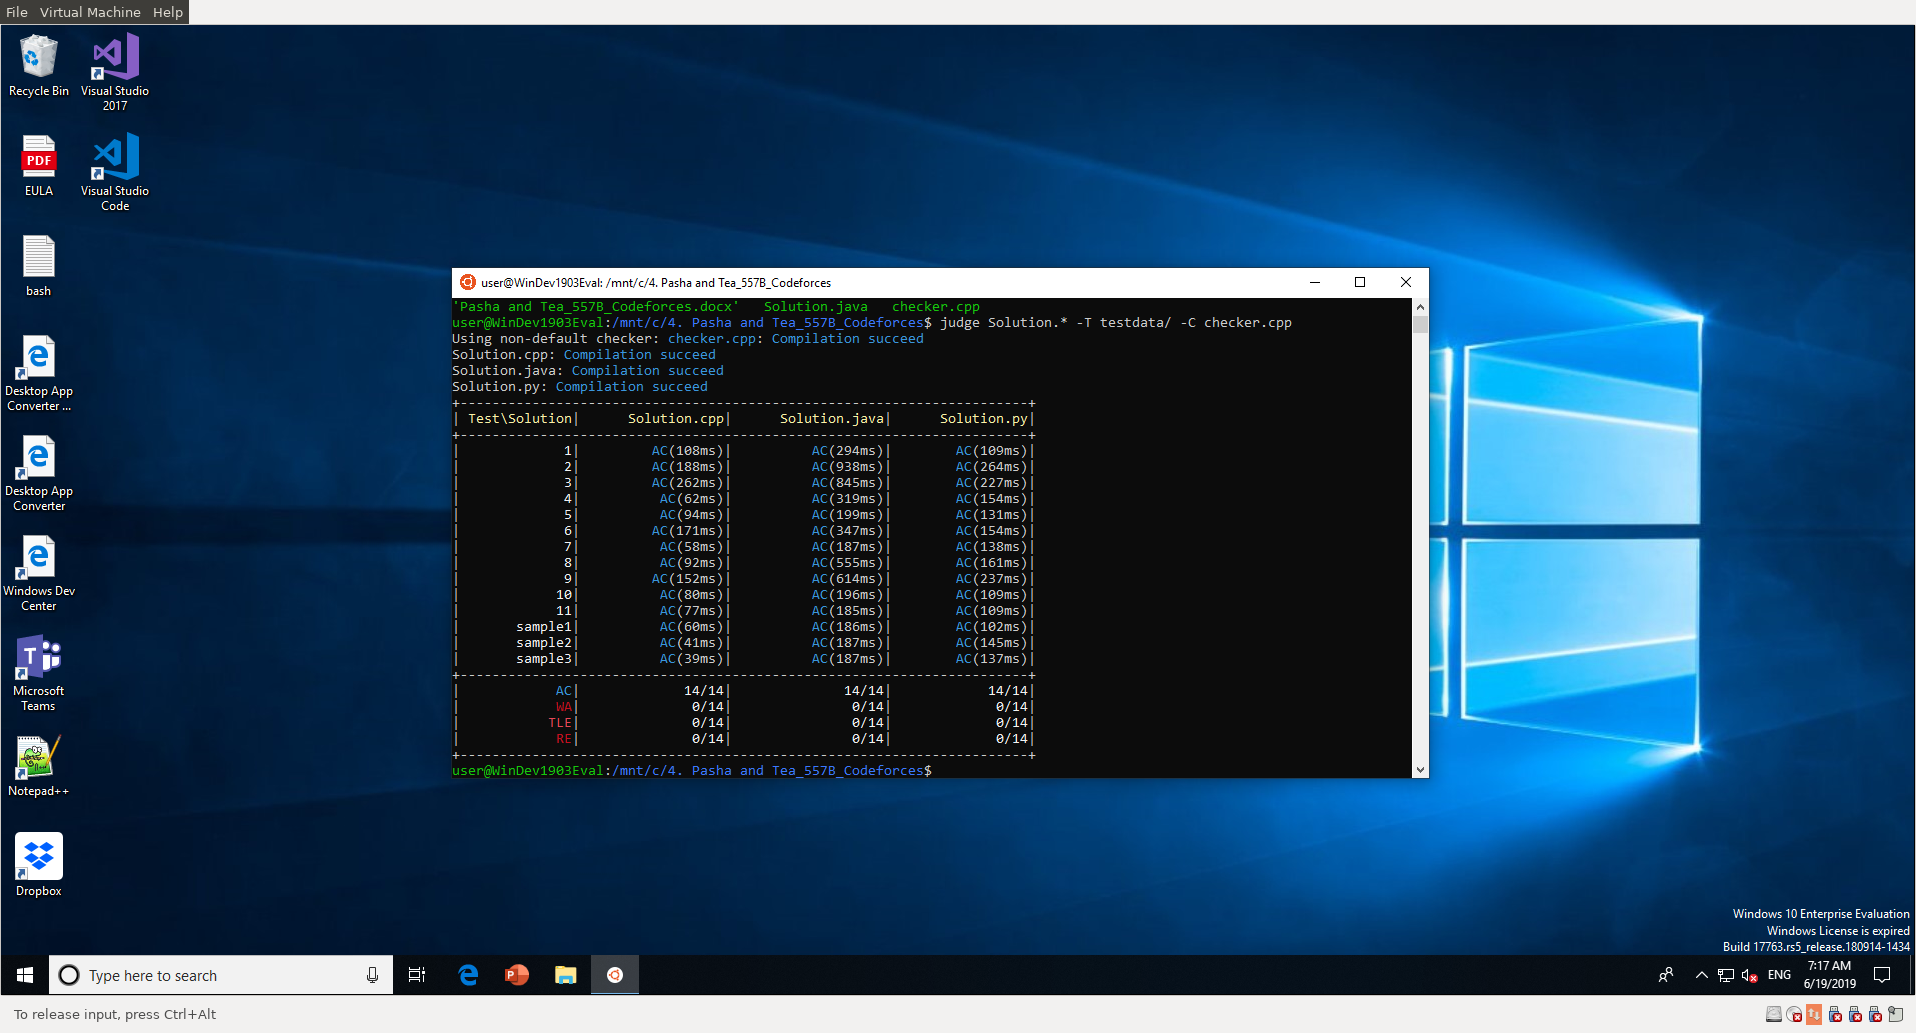 File Virtual Machine Help
Recycle Bin
Visual Studio
2017
PDF
EULA
Visual Studio
Code
bash
Desktop App
Converter ...
Desktop App
Converter
Windows Dev
Center
Microsoft
Teams
Notepad++
Dropbox
user@WinDev1903Eval: /mnt/c/4. Pasha and Tea_557B_Codeforces
'Pasha and Tea_557B_Codeforces.docx'   Solution.java   checker.cpp
user@WinDev1903Eval:/mnt/c/4. Pasha and Tea_557B_Codeforces$ judge Solution.* -T testdata/ -C checker.cpp
Using non-default checker: checker.cpp: Compilation succeed
Solution.cpp: Compilation succeed
Solution.java: Compilation succeed
Solution.py: Compilation succeed
+-----------------------------------------------------------------------+
| Test\Solution|      Solution.cpp|      Solution.java|      Solution.py|
+-----------------------------------------------------------------------+
|             1|         AC(108ms)|          AC(294ms)|        AC(109ms)|
|             2|         AC(188ms)|          AC(938ms)|        AC(264ms)|
|             3|         AC(262ms)|          AC(845ms)|        AC(227ms)|
|             4|          AC(62ms)|          AC(319ms)|        AC(154ms)|
|             5|          AC(94ms)|          AC(199ms)|        AC(131ms)|
|             6|         AC(171ms)|          AC(347ms)|        AC(154ms)|
|             7|          AC(58ms)|          AC(187ms)|        AC(138ms)|
|             8|          AC(92ms)|          AC(555ms)|        AC(161ms)|
|             9|         AC(152ms)|          AC(614ms)|        AC(237ms)|
|            10|          AC(80ms)|          AC(196ms)|        AC(109ms)|
|            11|          AC(77ms)|          AC(185ms)|        AC(109ms)|
|       sample1|          AC(60ms)|          AC(186ms)|        AC(102ms)|
|       sample2|          AC(41ms)|          AC(187ms)|        AC(145ms)|
|       sample3|          AC(39ms)|          AC(187ms)|        AC(137ms)|
+-----------------------------------------------------------------------+
|            AC|             14/14|              14/14|            14/14|
|            WA|              0/14|               0/14|             0/14|
|           TLE|              0/14|               0/14|             0/14|
|            RE|              0/14|               0/14|             0/14|
+-----------------------------------------------------------------------+
user@WinDev1903Eval:/mnt/c/4. Pasha and Tea_557B_Codeforces$
Windows 10 Enterprise Evaluation
Windows License is expired
Build 17763.rs5_release.180914-1434
Type here to search
ENG
7:17 AM
6/19/2019
To release input, press Ctrl+Alt